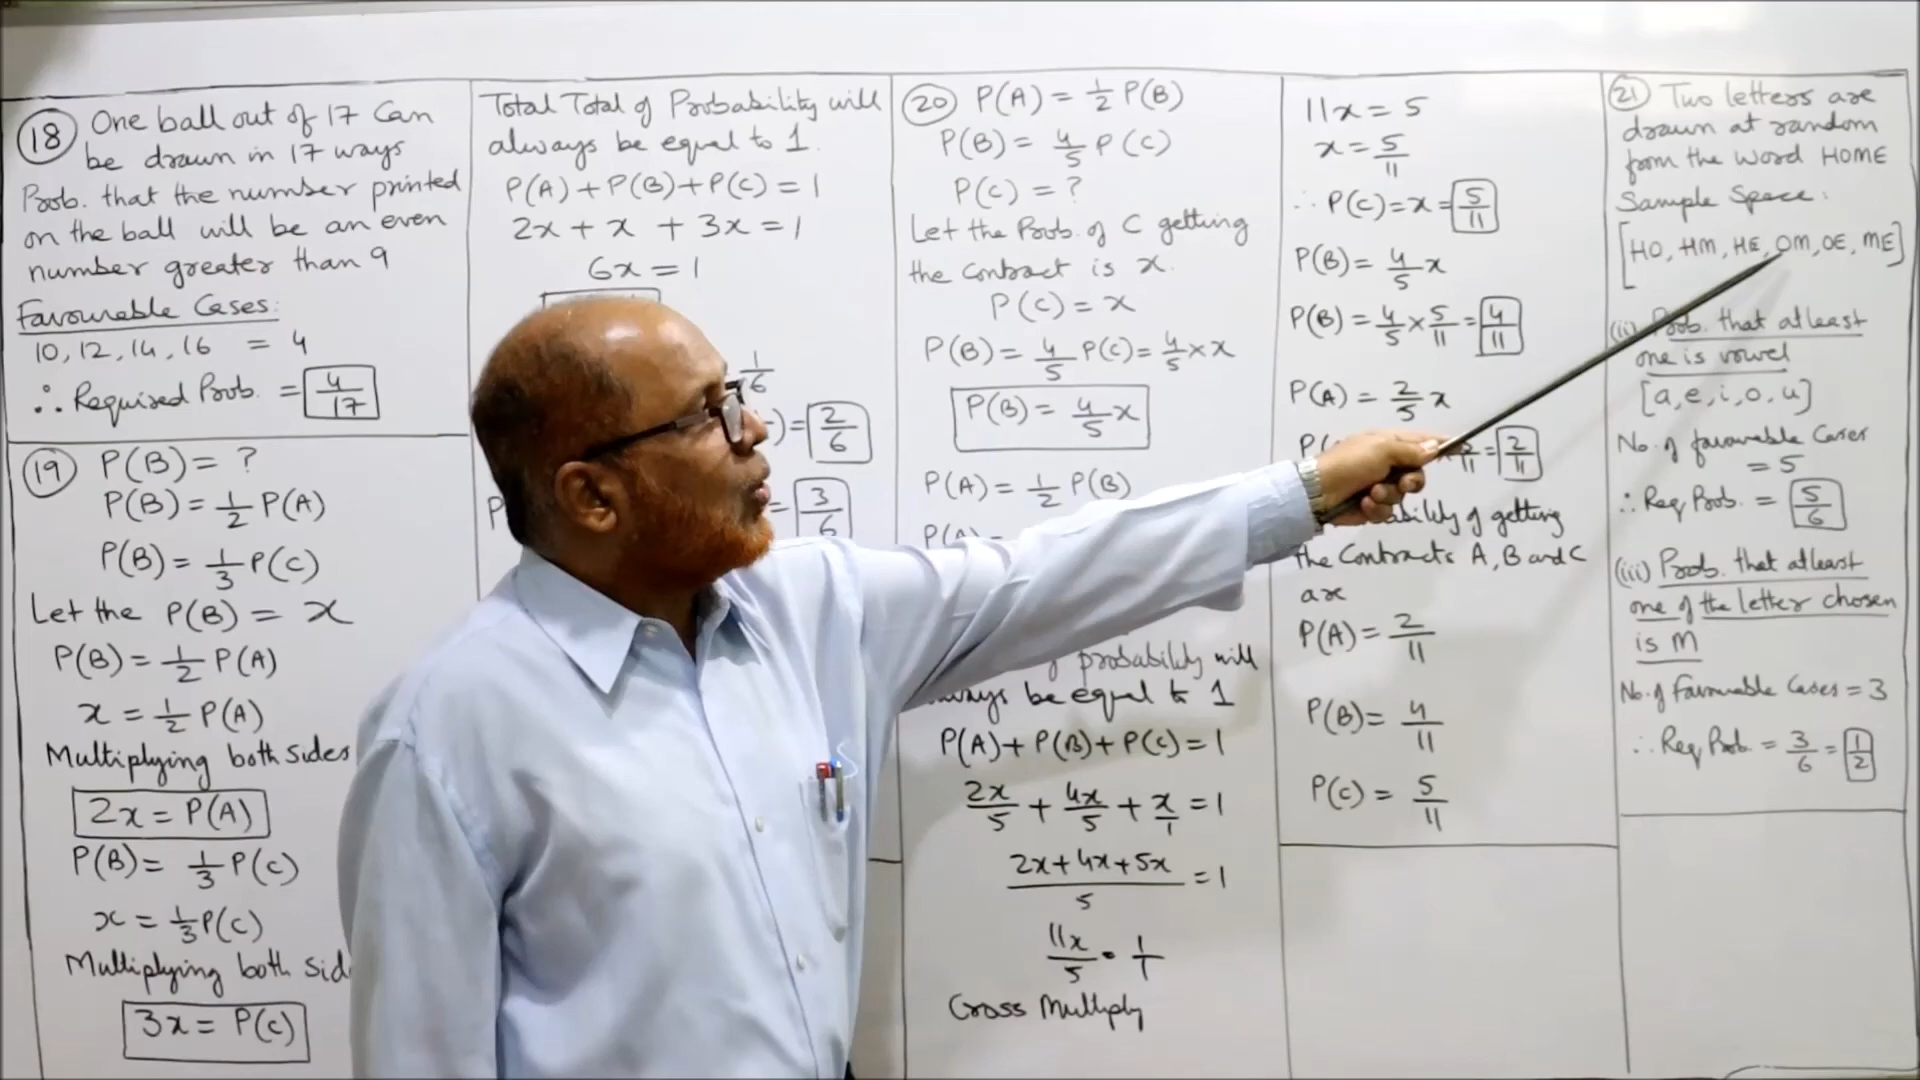 (18) One ball out of 17 Can
be drawn in 17 ways
Prob. that the number printed
on the ball will be an even
number greater than 9
Favourable Cases:
10, 12, 14, 16 = 4
∴ Required Prob. = 4/17
(19) P(B) = ?
P(B) = 1/2 P(A)
P(B) = 1/3 P(C)
Let the P(B) = x
P(B) = 1/2 P(A)
x = 1/2 P(A)
Multiplying both sides
2x = P(A)
P(B) = 1/3 P(C)
x = 1/3 P(C)
Multiplying both
3x = P(C)
Total Total of Probability will
always be equal to 1.
P(A) + P(B) + P(C) = 1
2x + x + 3x = 1
6x = 1
1/6
) = 2/6
P = 3/6
(20) P(A) = 1/2 P(B)
P(B) = 4/5 P(C)
P(C) = ?
Let the Prob. of C getting
the Contract is x.
P(C) = x
P(B) = 4/5 P(C) = 4/5 × x
P(B) = 4/5 x
P(A) = 1/2 P(B)
P(A) =
probability will
be equal to 1
P(A) + P(B) + P(C) = 1
2x/5 + 4x/5 + x/1 = 1
2x + 4x + 5x / 5 = 1
11x/5 = 1/1
Cross Multiply
11x = 5
x = 5/11
∴ P(C) = x = 5/11
P(B) = 4/5 x
P(B) = 4/5 × 5/11 = 4/11
P(A) = 2/5 x
= 2/11
of getting
the Contracts A, B and C
are
P(A) = 2/11
P(B) = 4/11
P(C) = 5/11
(21) Two letters are
drawn at random
from the word HOME
Sample Space:
[HO, HM, HE, OM, OE, ME]
(ii) Prob. that atleast
one is vowel
[a, e, i, o, u]
No. of favourable Cases
= 5
∴ Req Prob. = 5/6
(iii) Prob. that atleast
one of the letter chosen
is M
No. of Favourable Cases = 3
∴ Req Prob. = 3/6 = 1/2